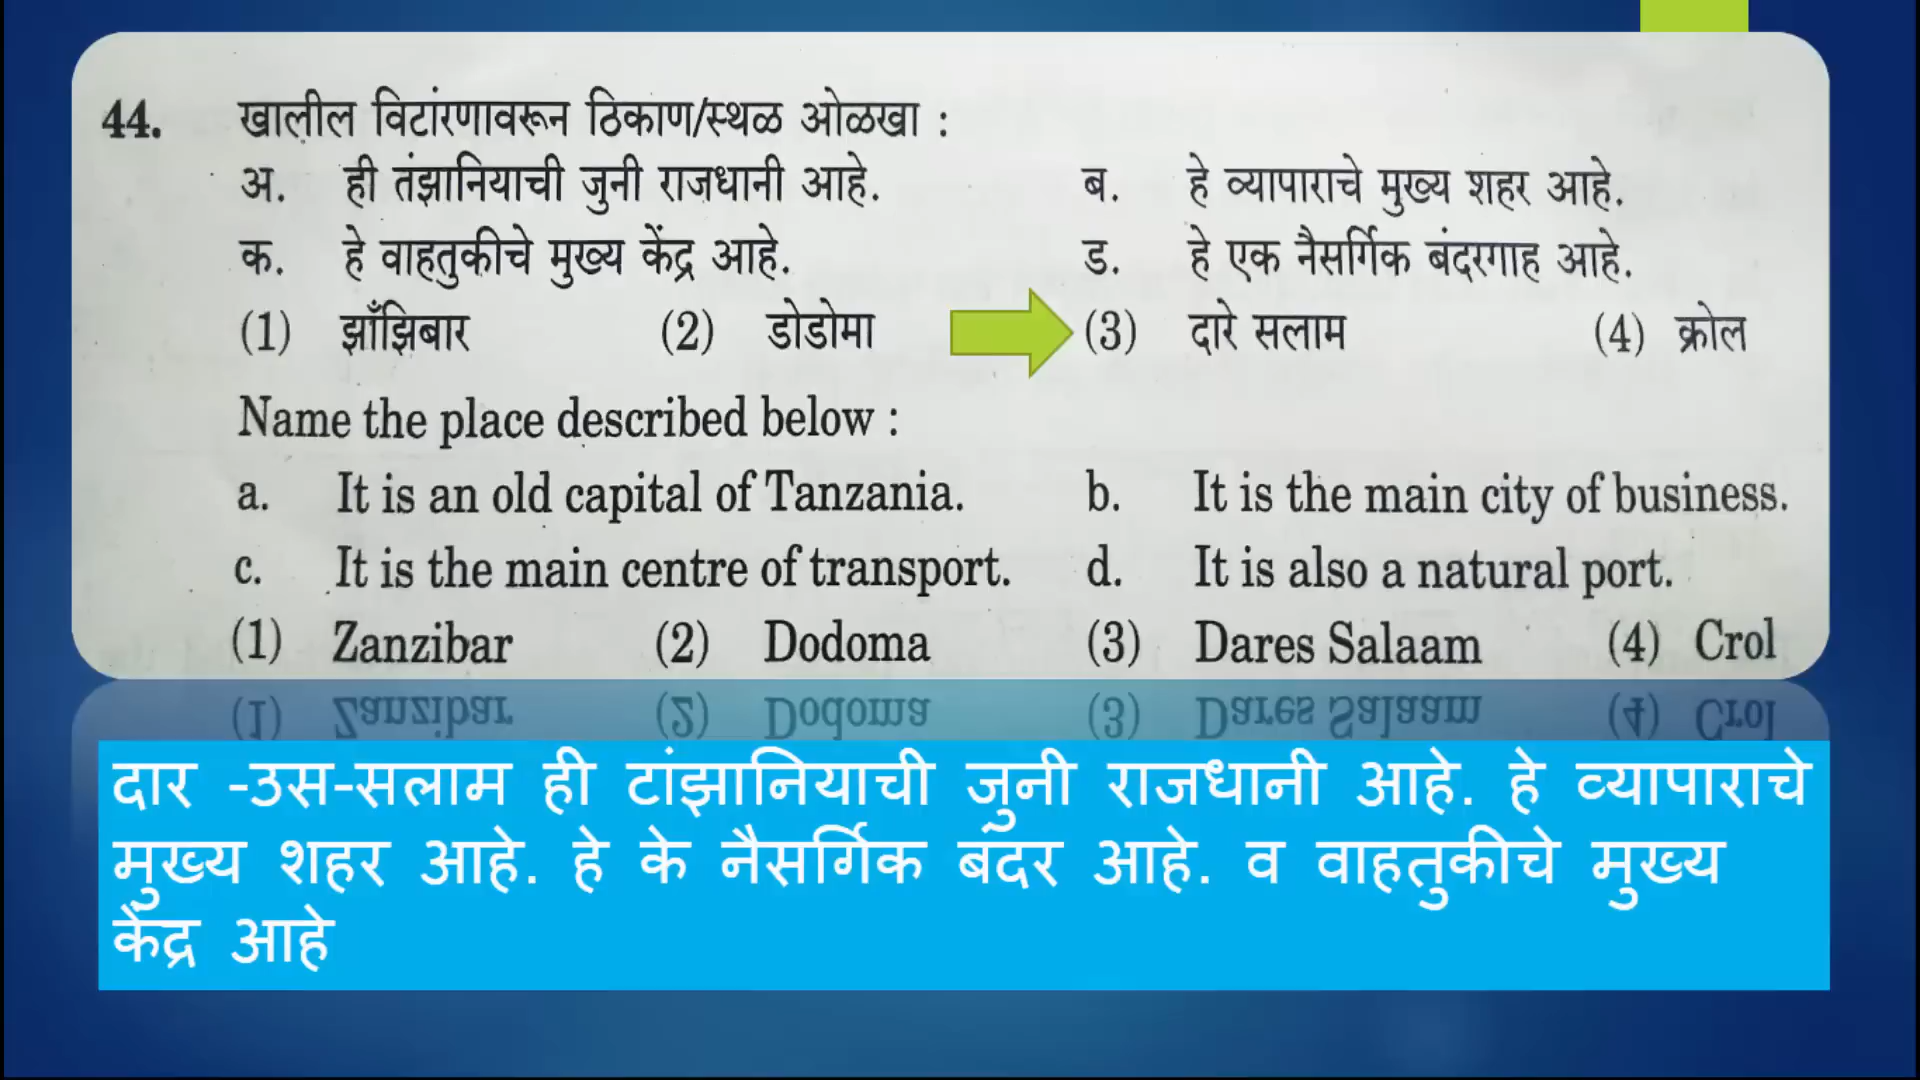 44. खालील विटांरणावरून ठिकाण/स्थळ ओळखा :
अ. ही तंझानियाची जुनी राजधानी आहे. ब. हे व्यापाराचे मुख्य शहर आहे.
क. हे वाहतुकीचे मुख्य केंद्र आहे. ड. हे एक नैसर्गिक बंदरगाह आहे.
(1) झाँझिबार (2) डोडोमा (3) दारे सलाम (4) क्रोल
Name the place described below :
a. It is an old capital of Tanzania. b. It is the main city of business.
c. It is the main centre of transport. d. It is also a natural port.
(1) Zanzibar (2) Dodoma (3) Dares Salaam (4) Crol
दार -उस-सलाम ही टांझानियाची जुनी राजधानी आहे. हे व्यापाराचे
मुख्य शहर आहे. हे के नैसर्गिक बंदर आहे. व वाहतुकीचे मुख्य
केंद्र आहे